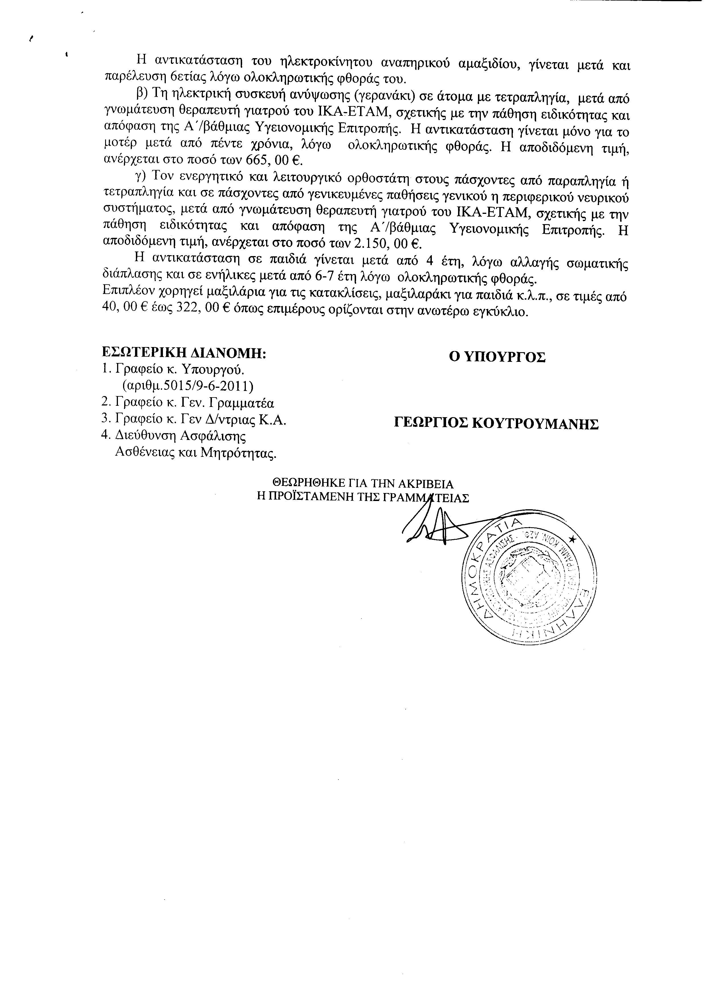 Η αντικατάσταση του ηλεκτροκίνητου αναπηρικού αμαξιδίου, γίνεται μετά και
παρέλευση 6ετίας λόγω ολοκληρωτικής φθοράς του.
β) Τη ηλεκτρική συσκευή ανύψωσης (γερανάκι) σε άτομα με τετραπληγία, μετά από
γνωμάτευση θεραπευτή γιατρού του ΙΚΑ-ΕΤΑΜ, σχετικής με την πάθηση ειδικότητας και
απόφαση της Α΄/βάθμιας Υγειονομικής Επιτροπής. Η αντικατάσταση γίνεται μόνο για το
μοτέρ μετά από πέντε χρόνια, λόγω ολοκληρωτικής φθοράς. Η αποδιδόμενη τιμή,
ανέρχεται στο ποσό των 665, 00 €.
γ) Τον ενεργητικό και λειτουργικό ορθοστάτη στους πάσχοντες από παραπληγία ή
τετραπληγία και σε πάσχοντες από γενικευμένες παθήσεις γενικού η περιφερικού νευρικού
συστήματος, μετά από γνωμάτευση θεραπευτή γιατρού του ΙΚΑ-ΕΤΑΜ, σχετικής με την
πάθηση ειδικότητας και απόφαση της Α΄/βάθμιας Υγειονομικής Επιτροπής. Η
αποδιδόμενη τιμή, ανέρχεται στο ποσό των 2.150, 00 €.
Η αντικατάσταση σε παιδιά γίνεται μετά από 4 έτη, λόγω αλλαγής σωματικής
διάπλασης και σε ενήλικες μετά από 6-7 έτη λόγω ολοκληρωτικής φθοράς.
Επιπλέον χορηγεί μαξιλάρια για τις κατακλίσεις, μαξιλαράκι για παιδιά κ.λ.π., σε τιμές από
40, 00 € έως 322, 00 € όπως επιμέρους ορίζονται στην ανωτέρω εγκύκλιο.
ΕΣΩΤΕΡΙΚΗ ΔΙΑΝΟΜΗ:
1. Γραφείο κ. Υπουργού.
(αριθμ.5015/9-6-2011)
2. Γραφείο κ. Γεν. Γραμματέα
3. Γραφείο κ. Γεν Δ/ντριας Κ.Α.
4. Διεύθυνση Ασφάλισης
Ασθένειας και Μητρότητας.
Ο ΥΠΟΥΡΓΟΣ
ΓΕΩΡΓΙΟΣ ΚΟΥΤΡΟΥΜΑΝΗΣ
ΘΕΩΡΗΘΗΚΕ ΓΙΑ ΤΗΝ ΑΚΡΙΒΕΙΑ
Η ΠΡΟΪΣΤΑΜΕΝΗ ΤΗΣ ΓΡΑΜΜΑΤΕΙΑΣ
ΕΛΛΗΝΙΚΗ ΔΗΜΟΚΡΑΤΙΑ